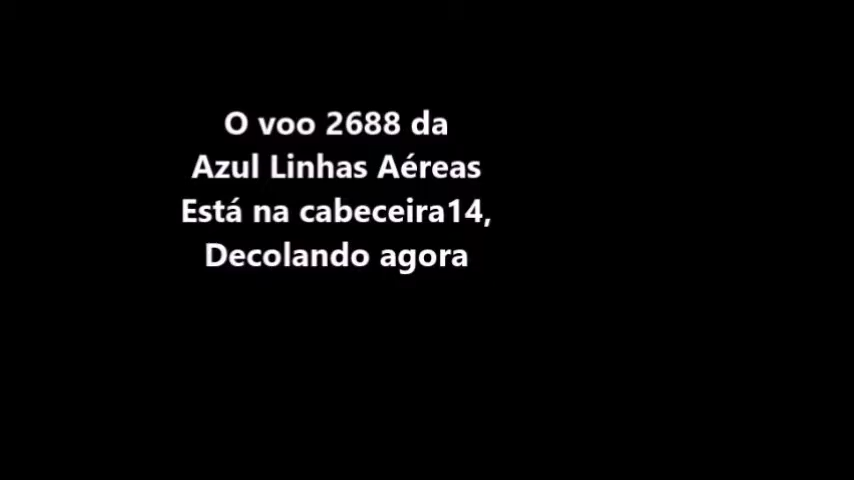 O voo 2688 da
Azul Linhas Aéreas
Está na cabeceira14,
Decolando agora